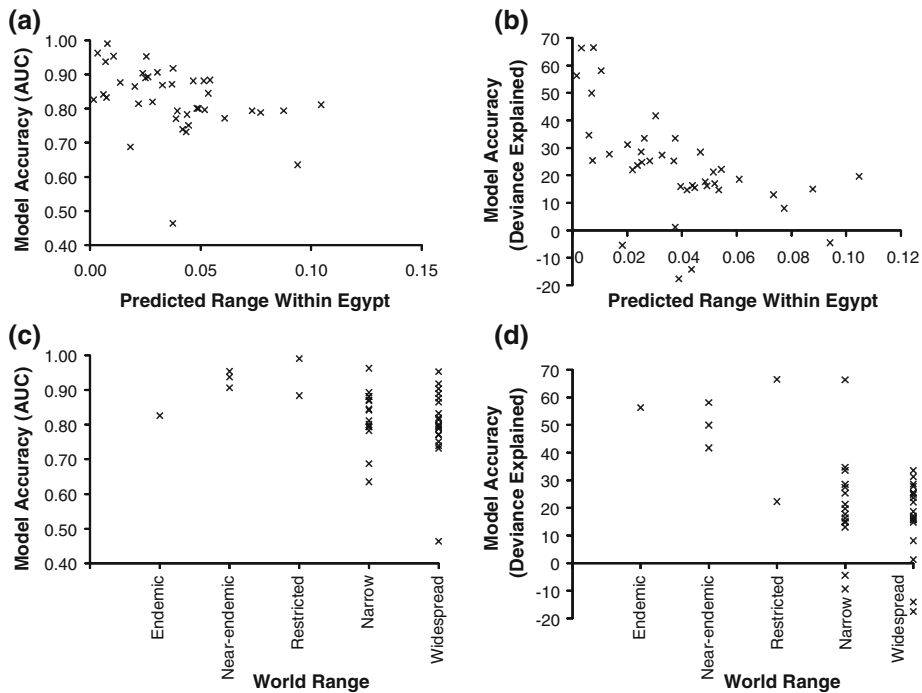 (a)
Model Accuracy (AUC)
1.00
0.90
0.80
0.70
0.60
0.50
0.40
0.00
0.05
0.10
0.15
Predicted Range Within Egypt
(b)
Model Accuracy
(Deviance Explained)
70
60
50
40
30
20
10
0
-10
-20
0
0.02
0.04
0.06
0.08
0.10
0.12
Predicted Range Within Egypt
(c)
Model Accuracy (AUC)
1.00
0.90
0.80
0.70
0.60
0.50
0.40
Endemic
Near-endemic
Restricted
Narrow
Widespread
World Range
(d)
Model Accuracy
(Deviance Explained)
70
60
50
40
30
20
10
0
-10
-20
Endemic
Near-endemic
Restricted
Narrow
Widespread
World Range